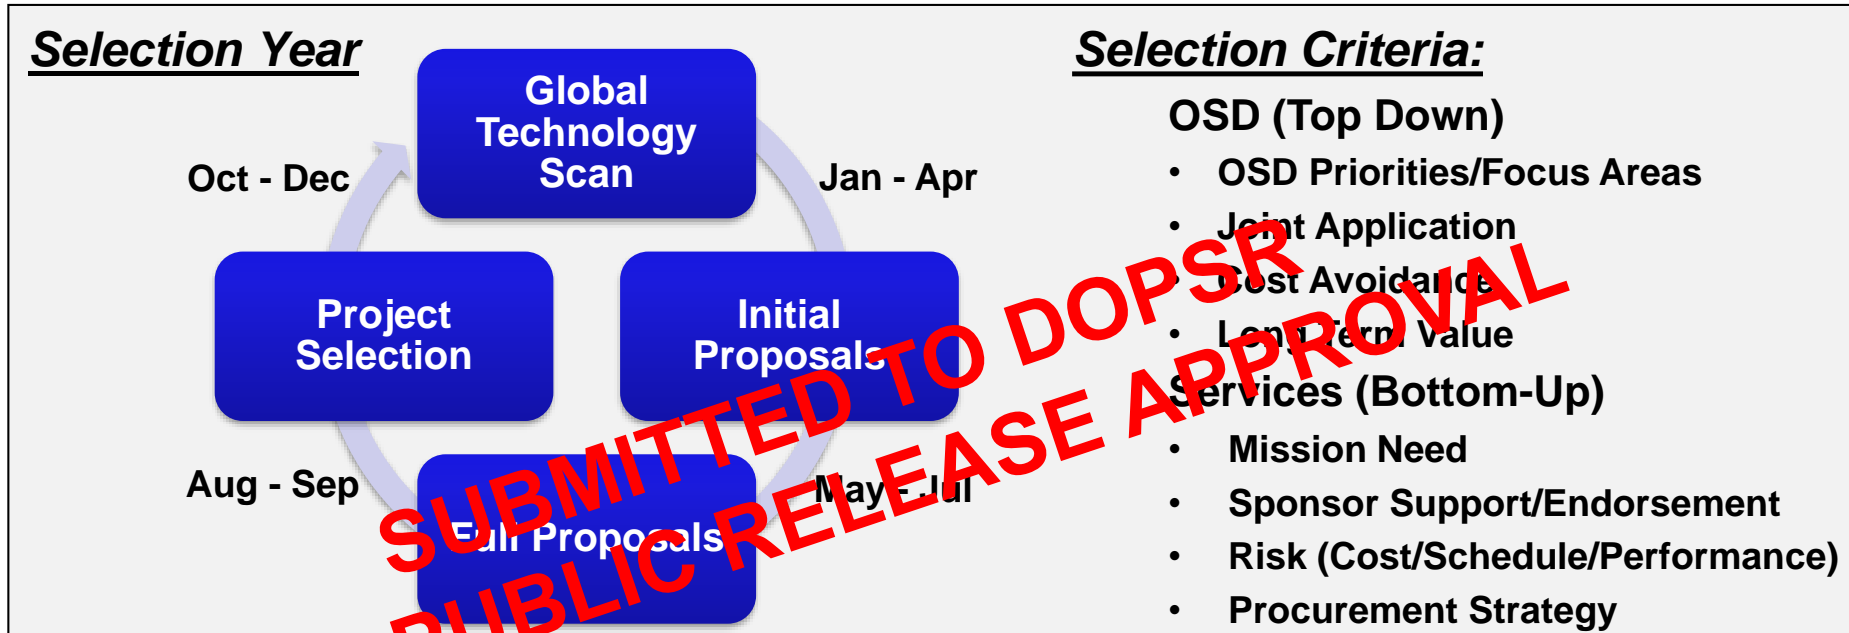 Selection Year
Global
Technology
Scan
Jan - Apr
Initial
Proposals
May - Jul
Full Proposals
Aug - Sep
Project
Selection
Oct - Dec
Selection Criteria:
OSD (Top Down)
• OSD Priorities/Focus Areas
• Joint Application
• Cost Avoidance
• Long Term Value
Services (Bottom-Up)
• Mission Need
• Sponsor Support/Endorsement
• Risk (Cost/Schedule/Performance)
• Procurement Strategy
SUBMITTED TO DOPSR
PUBLIC RELEASE APPROVAL